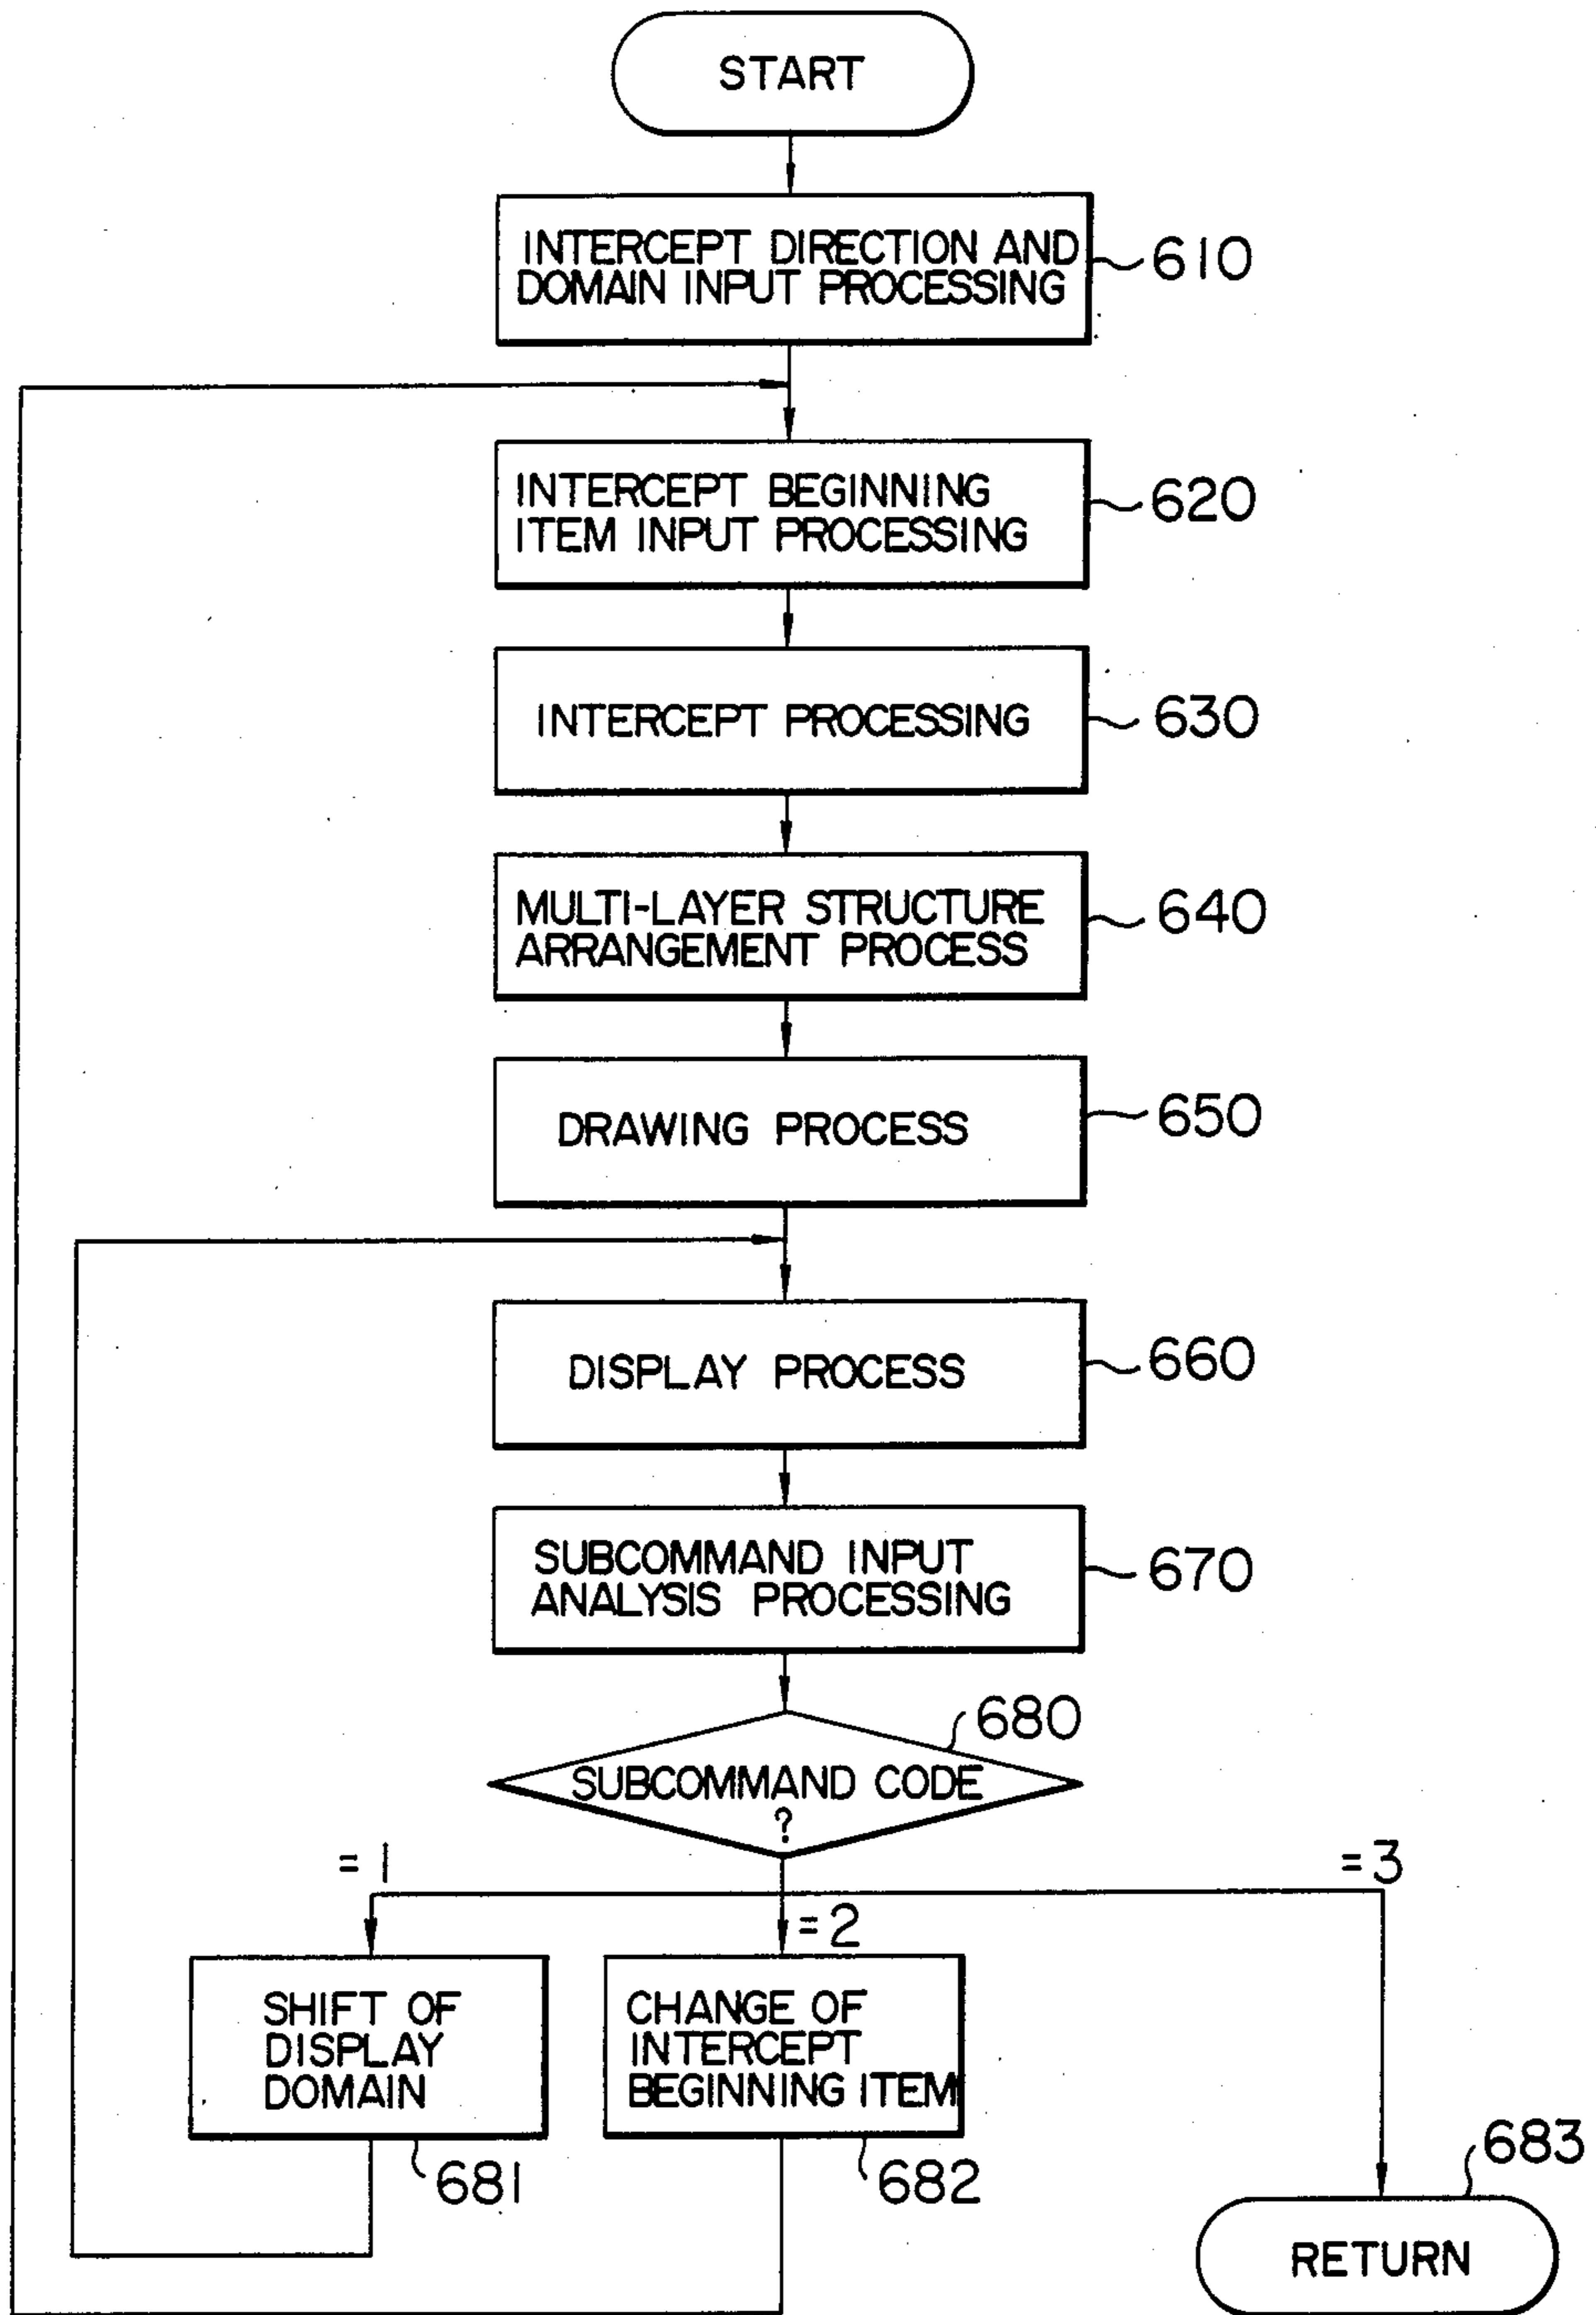 START
INTERCEPT DIRECTION AND
DOMAIN INPUT PROCESSING
610
INTERCEPT BEGINNING
ITEM INPUT PROCESSING
620
INTERCEPT PROCESSING
630
MULTI-LAYER STRUCTURE
ARRANGEMENT PROCESS
640
DRAWING PROCESS
650
DISPLAY PROCESS
660
SUBCOMMAND INPUT
ANALYSIS PROCESSING
670
680
SUBCOMMAND CODE
?
=1
=2
=3
SHIFT OF
DISPLAY
DOMAIN
681
CHANGE OF
INTERCEPT
BEGINNING ITEM
682
683
RETURN